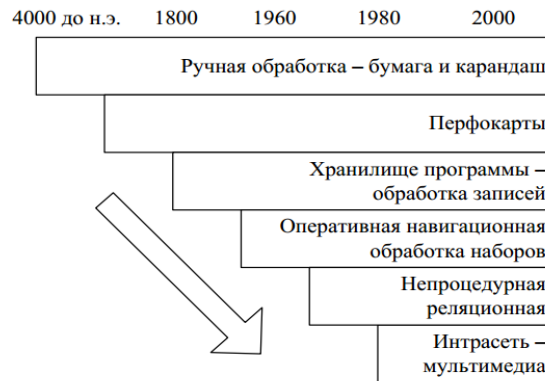 4000 до н.э. 1800 1960 1980 2000
Ручная обработка – бумага и карандаш
Перфокарты
Хранилище программы –
обработка записей
Оперативная навигационная
обработка наборов
Непроцедурная
реляционная
Интрасеть –
мультимедиа